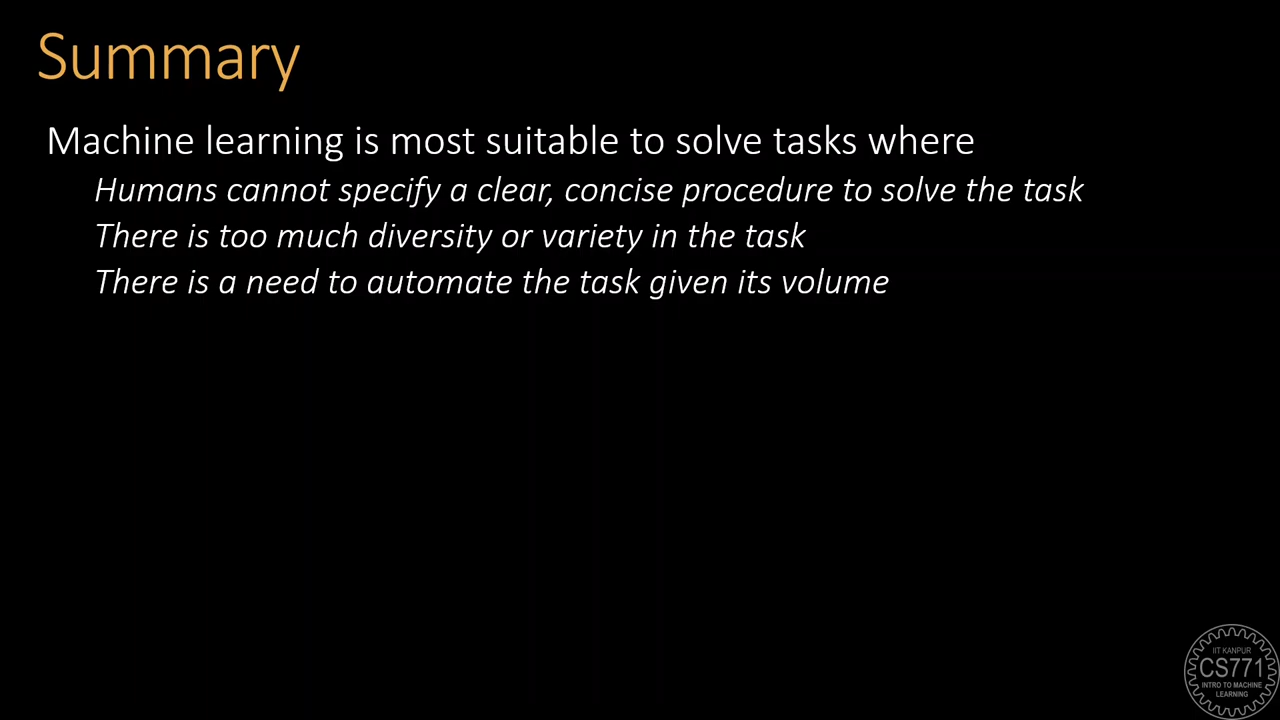 Summary
Machine learning is most suitable to solve tasks where
Humans cannot specify a clear, concise procedure to solve the task
There is too much diversity or variety in the task
There is a need to automate the task given its volume
IIT KANPUR
CS771
INTRO TO MACHINE
LEARNING